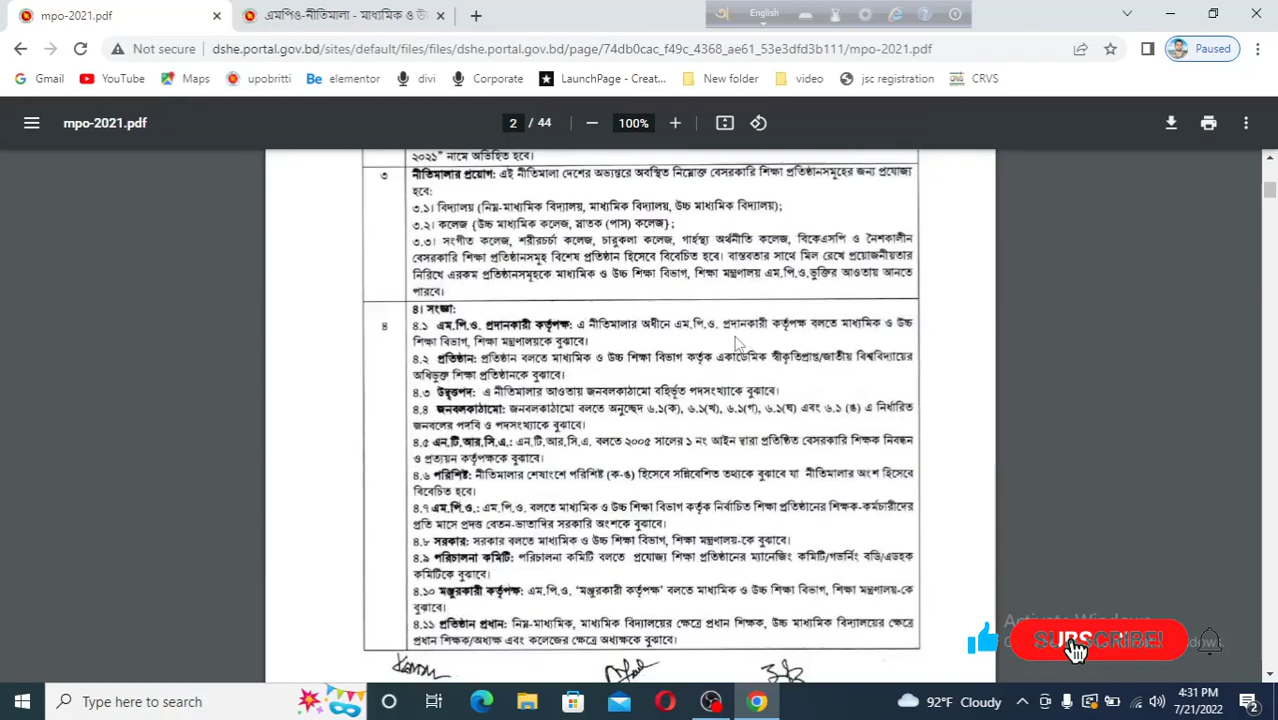 mpo-2021.pdf
এমপিও-নীতিমালা - মাধ্যমিক ও উ
English
Not secure
dshe.portal.gov.bd/sites/default/files/files/dshe.portal.gov.bd/page/74db0cac_f49c_4368_ae61_53e3dfd3b111/mpo-2021.pdf
Paused
Gmail
YouTube
Maps
upobritti
elementor
divi
Corporate
LaunchPage - Creat...
New folder
video
jsc registration
CRVS
mpo-2021.pdf
2 / 44
100%
২০২১" নামে অভিহিত হবে।
৩ নীতিমালার প্রয়োগ: এই নীতিমালা দেশের অভ্যন্তরে অবস্থিত নিম্নোক্ত বেসরকারি শিক্ষা প্রতিষ্ঠানসমূহের জন্য প্রযোজ্য
হবে:
৩.১। বিদ্যালয় (নিম্ন-মাধ্যমিক বিদ্যালয়, মাধ্যমিক বিদ্যালয়, উচ্চ মাধ্যমিক বিদ্যালয়);
৩.২। কলেজ {উচ্চ মাধ্যমিক কলেজ, স্নাতক (পাস) কলেজ};
৩.৩। সংগীত কলেজ, শরীরচর্চা কলেজ, চারুকলা কলেজ, গার্হস্থ্য অর্থনীতি কলেজ, বিকেএসপি ও নৈশকালীন
বেসরকারি শিক্ষা প্রতিষ্ঠানসমূহ বিশেষ প্রতিষ্ঠান হিসেবে বিবেচিত হবে। বাস্তবতার সাথে মিল রেখে প্রয়োজনীয়তার
নিরিখে এরকম প্রতিষ্ঠানসমূহকে মাধ্যমিক ও উচ্চ শিক্ষা বিভাগ, শিক্ষা মন্ত্রণালয় এম.পি.ও.ভুক্তির আওতায় আনতে
পারবে।
৪ ৪। সংজ্ঞা:
৪.১ এম.পি.ও. প্রদানকারী কর্তৃপক্ষ: এ নীতিমালার অধীনে এম.পি.ও. প্রদানকারী কর্তৃপক্ষ বলতে মাধ্যমিক ও উচ্চ
শিক্ষা বিভাগ, শিক্ষা মন্ত্রণালয়কে বুঝাবে।
৪.২ প্রতিষ্ঠান: প্রতিষ্ঠান বলতে মাধ্যমিক ও উচ্চ শিক্ষা বিভাগ কর্তৃক একাডেমিক স্বীকৃতিপ্রাপ্ত/জাতীয় বিশ্ববিদ্যায়ের
অধিভুক্ত শিক্ষা প্রতিষ্ঠানকে বুঝাবে।
৪.৩ উদ্বৃত্তপদ: এ নীতিমালার আওতায় জনবলকাঠামো বহির্ভূত পদসংখ্যাকে বুঝাবে।
৪.৪ জনবলকাঠামো: জনবলকাঠামো বলতে অনুচ্ছেদ ৬.১(ক), ৬.১(খ), ৬.১(গ), ৬.১(ঘ) এবং ৬.১ (ঙ) এ নির্ধারিত
জনবলের পদবি ও পদসংখ্যাকে বুঝাবে।
৪.৫ এন.টি.আর.সি.এ.: এন.টি.আর.সি.এ. বলতে ২০০৫ সালের ১ নং আইন দ্বারা প্রতিষ্ঠিত বেসরকারি শিক্ষক নিবন্ধন
ও প্রত্যয়ন কর্তৃপক্ষকে বুঝাবে।
৪.৬ পরিশিষ্ট: নীতিমালার শেষাংশে পরিশিষ্ট (ক-ঙ) হিসেবে সন্নিবেশিত তথ্যকে বুঝাবে যা নীতিমালার অংশ হিসেবে
বিবেচিত হবে।
৪.৭ এম.পি.ও.: এম.পি.ও. বলতে মাধ্যমিক ও উচ্চ শিক্ষা বিভাগ কর্তৃক নির্বাচিত শিক্ষা প্রতিষ্ঠানের শিক্ষক-কর্মচারীদের
প্রতি মাসে প্রদত্ত বেতন-ভাতাদির সরকারি অংশকে বুঝাবে।
৪.৮ সরকার: সরকার বলতে মাধ্যমিক ও উচ্চ শিক্ষা বিভাগ, শিক্ষা মন্ত্রণালয়-কে বুঝাবে।
৪.৯ পরিচালনা কমিটি: পরিচালনা কমিটি বলতে প্রযোজ্য শিক্ষা প্রতিষ্ঠানের ম্যানেজিং কমিটি/গভর্নিং বডি/এডহক
কমিটিকে বুঝাবে।
৪.১০ মঞ্জুরকারী কর্তৃপক্ষ: এম.পি.ও. 'মঞ্জুরকারী কর্তৃপক্ষ' বলতে মাধ্যমিক ও উচ্চ শিক্ষা বিভাগ, শিক্ষা মন্ত্রণালয়-কে
বুঝাবে।
৪.১১ প্রতিষ্ঠান প্রধান: নিম্ন-মাধ্যমিক, মাধ্যমিক বিদ্যালয়ের ক্ষেত্রে প্রধান শিক্ষক, উচ্চ মাধ্যমিক বিদ্যালয়ের ক্ষেত্রে
প্রধান শিক্ষক/অধ্যক্ষ এবং কলেজের ক্ষেত্রে অধ্যক্ষকে বুঝাবে।
Activate Windows
SUBSCRIBE!
Type here to search
92°F Cloudy
4:31 PM
7/21/2022
2